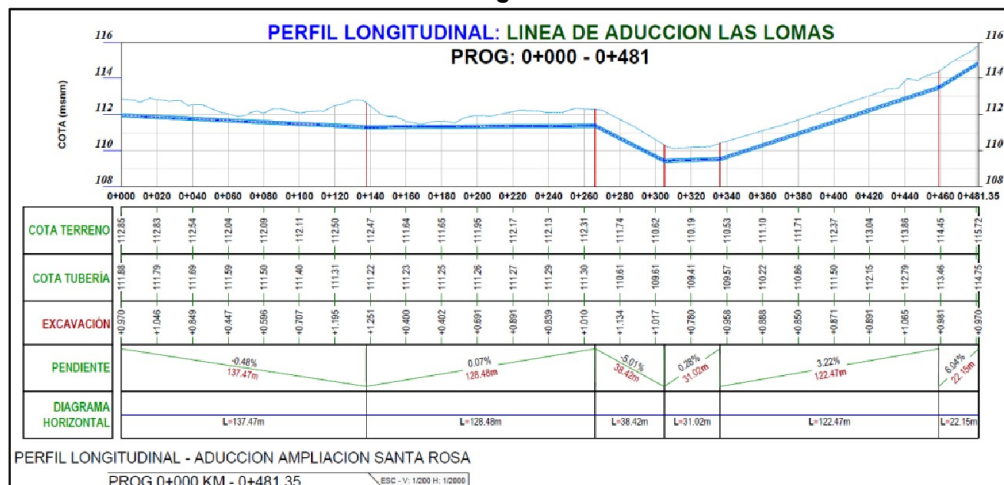 PERFIL LONGITUDINAL: LINEA DE ADUCCION LAS LOMAS
PROG: 0+000 - 0+481
COTA (msnm)
116 116
114 114
112 112
110 110
108 108
0+000 0+020 0+040 0+060 0+080 0+100 0+120 0+140 0+160 0+180 0+200 0+220 0+240 0+260 0+280 0+300 0+320 0+340 0+360 0+380 0+400 0+420 0+440 0+460 0+481.35
COTA TERRENO 112.85 112.83 112.54 112.04 112.09 112.11 112.50 112.47 111.64 111.65 111.95 112.17 112.13 112.31 111.74 110.62 110.19 110.53 111.10 111.71 112.37 113.04 113.86 114.45 115.72
COTA TUBERÍA 111.88 111.79 111.69 111.59 111.50 111.40 111.31 111.22 111.23 111.25 111.26 111.27 111.29 111.30 110.61 109.61 109.41 109.57 110.22 110.86 111.50 112.15 112.79 113.46 114.75
EXCAVACIÓN +0.970 +1.046 +0.849 +0.447 +0.596 +0.707 +1.195 +1.251 +0.400 +0.402 +0.691 +0.891 +0.839 +1.010 +1.134 +1.017 +0.780 +0.958 +0.888 +0.850 +0.871 +0.891 +1.065 +0.981 +0.970
PENDIENTE -0.48% 0.07% -5.01% 0.28% 3.22% 6.04%
137.47m 128.48m 38.42m 31.02m 122.47m 22.15m
DIAGRAMA
HORIZONTAL
L=137.47m L=128.48m L=38.42m L=31.02m L=122.47m L=22.15m
PERFIL LONGITUDINAL - ADUCCION AMPLIACION SANTA ROSA
PROG 0+000 KM - 0+481.35 ESC - V: 1/200 H: 1/2000